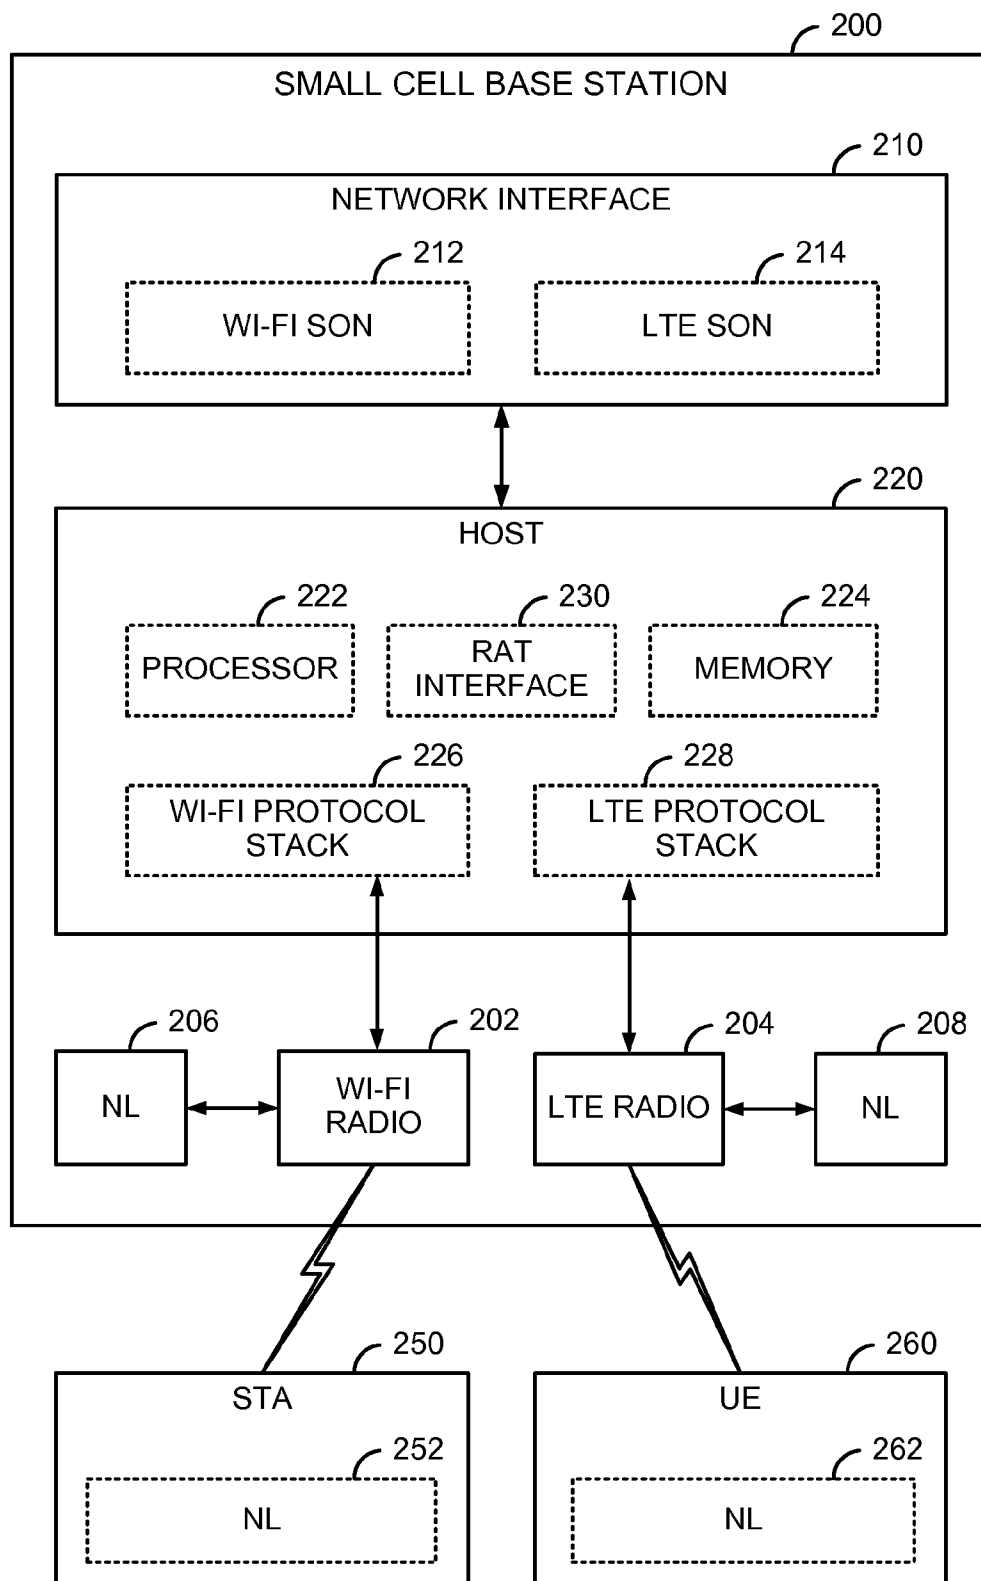 200
SMALL CELL BASE STATION
210
NETWORK INTERFACE
212
214
WI-FI SON
LTE SON
220
HOST
222
230
224
PROCESSOR
RAT
INTERFACE
MEMORY
226
228
WI-FI PROTOCOL
STACK
LTE PROTOCOL
STACK
206
202
204
208
NL
WI-FI
RADIO
LTE RADIO
NL
250
260
STA
UE
252
262
NL
NL